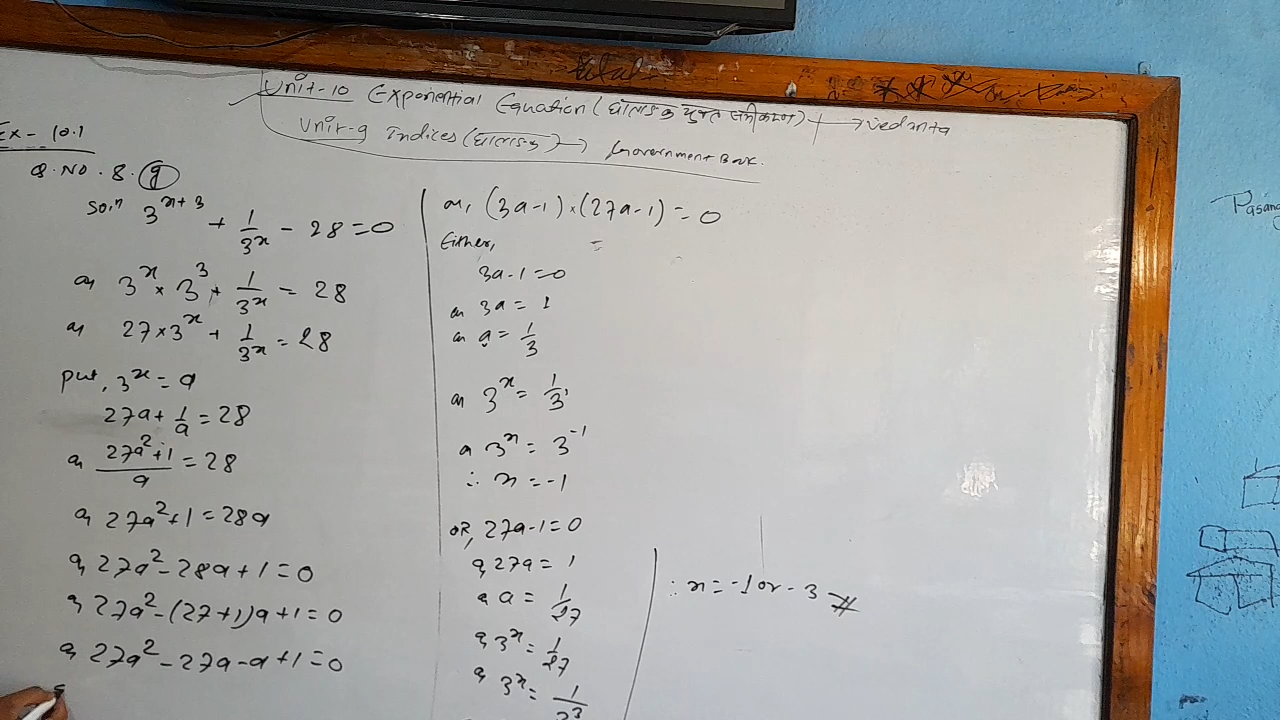 Unit-10 Exponential Equation (घाताङ्क युक्त समीकरण) → Vedanta
Unit-9 Indices (घाताङ्क) → Government Book.
Ex- 10.1
Q. NO. 8. (g)
Soln 3^(x+3) + 1/3^x - 28 = 0
or, 3^x × 3^3 + 1/3^x = 28
or, 27×3^x + 1/3^x = 28
put, 3^x = a
27a + 1/a = 28
or, (27a^2+1)/a = 28
or, 27a^2+1 = 28a
or, 27a^2-28a+1=0
or, 27a^2-(27+1)a+1=0
or, 27a^2-27a-a+1=0
or, (3a-1)×(27a-1)=0
Either,
=
3a-1=0
or 3a = 1
or a = 1/3
or 3^x = 1/3
or 3^x = 3^-1
∴ x = -1
OR, 27a-1=0
or, 27a = 1
or a = 1/27
or, 3^x = 1/27
or 3^x = 1/3^3
∴ x = -1 or -3 #
Pasang